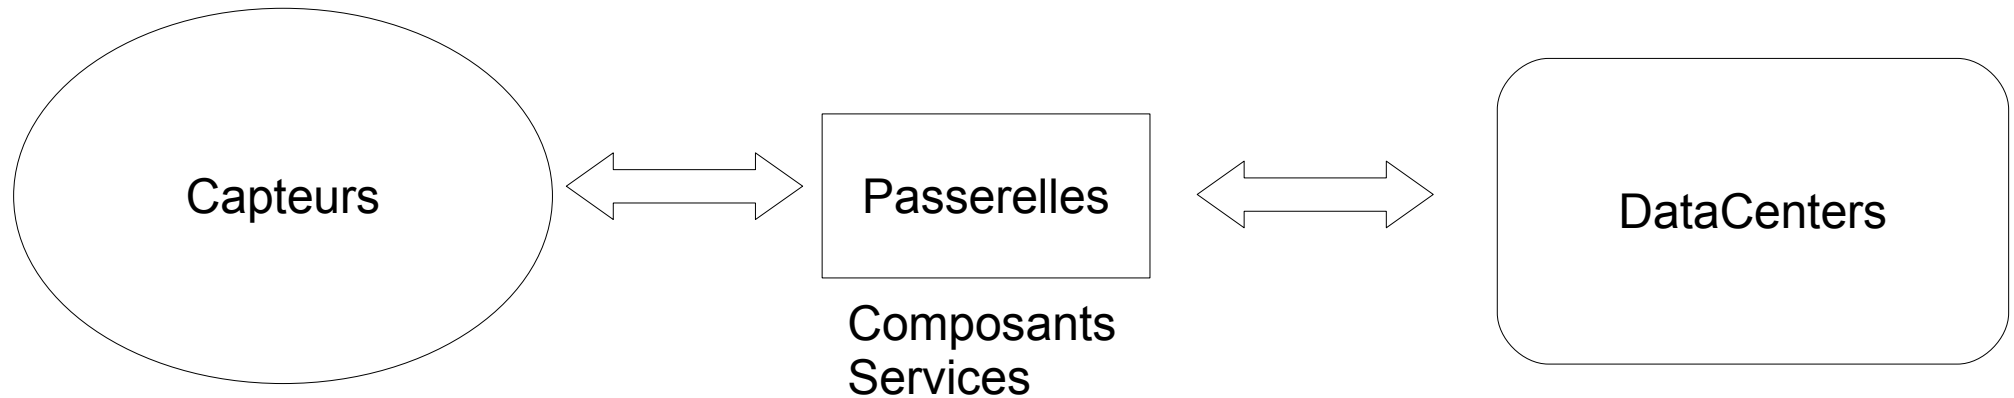 Capteurs
Passerelles
DataCenters
Composants
Services